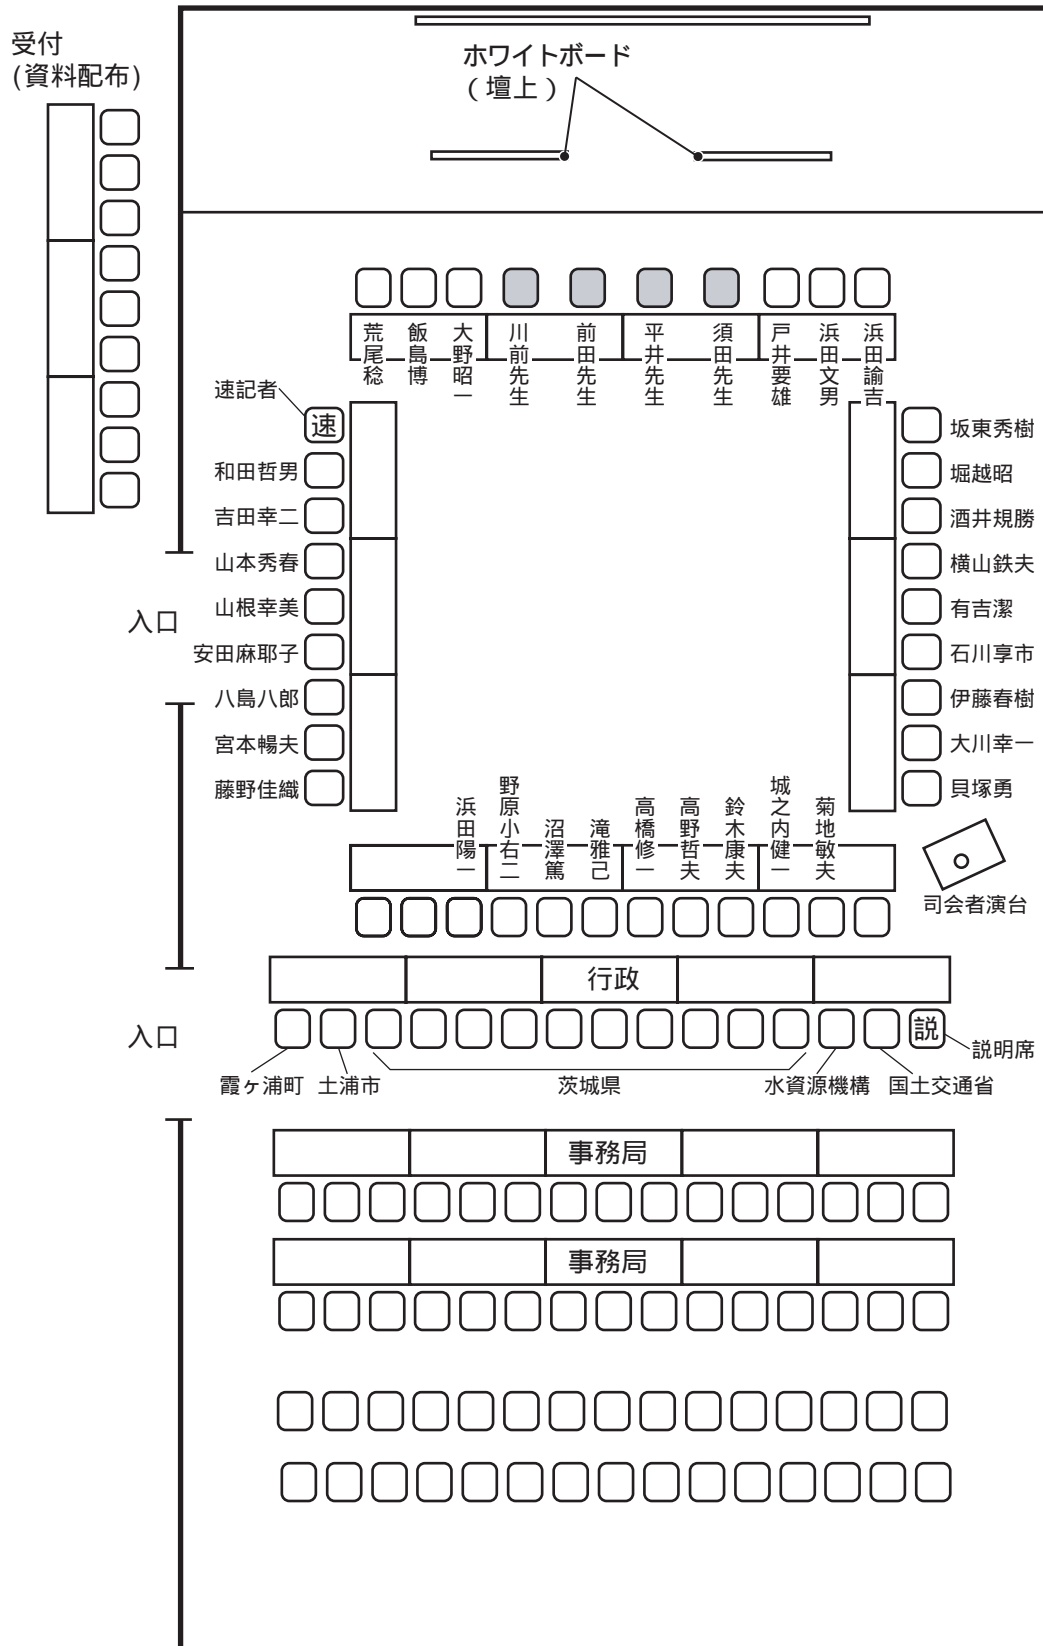 受付
(資料配布)
ホワイトボード
(壇上)
荒尾稔
飯島博
大野昭一
川前先生
前田先生
平井先生
須田先生
戸井要雄
浜田文男
浜田諭吉
速記者
速
和田哲男
吉田幸二
山本秀春
山根幸美
安田麻耶子
八島八郎
宮本暢夫
藤野佳織
坂東秀樹
堀越昭
酒井規勝
横山鉄夫
有吉潔
石川享市
伊藤春樹
大川幸一
貝塚勇
入口
浜田陽一
野原小右二
沼澤篤
滝雅己
高橋修一
高野哲夫
鈴木康夫
城之内健一
菊地敏夫
司会者演台
行政
説
説明席
入口
霞ヶ浦町
土浦市
茨城県
水資源機構
国土交通省
事務局
事務局